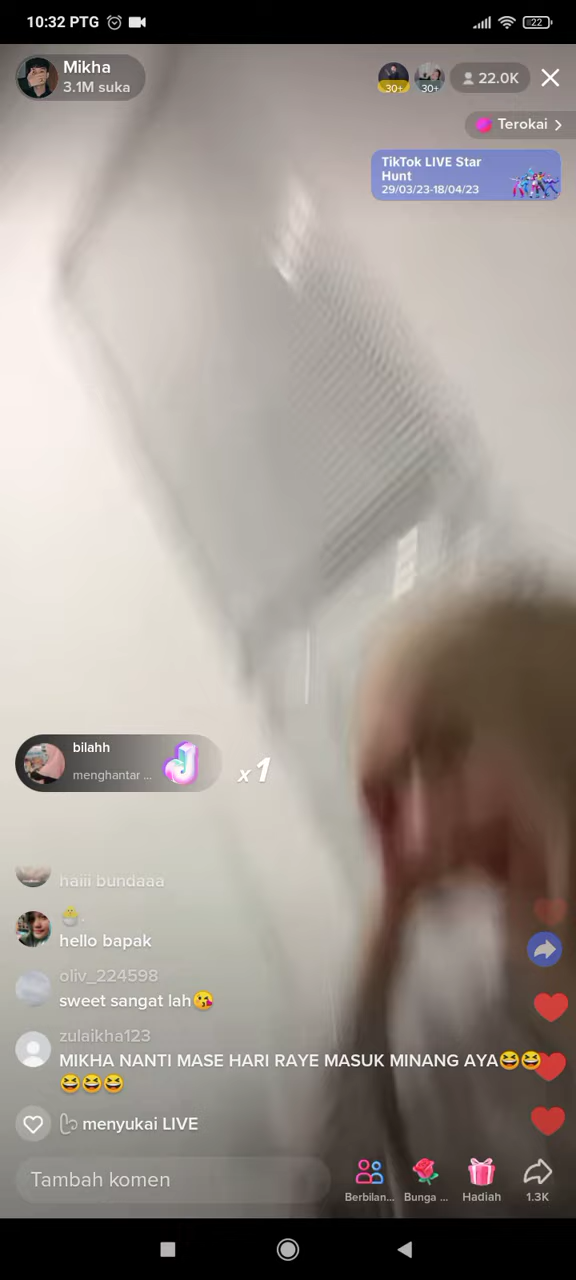 10:32 PTG
22
Mikha
3.1M suka
30+
30+
22.0K
Terokai
TikTok LIVE Star
Hunt
29/03/23-18/04/23
bilahh
menghantar ...
x1
haiii bundaaa
🐣.
hello bapak
oliv_224598
sweet sangat lah😘
zulaikha123
MIKHA NANTI MASE HARI RAYE MASUK MINANG AYA😆😆
😆😆😆
menyukai LIVE
Tambah komen
Berbilan...
Bunga ...
Hadiah
1.3K